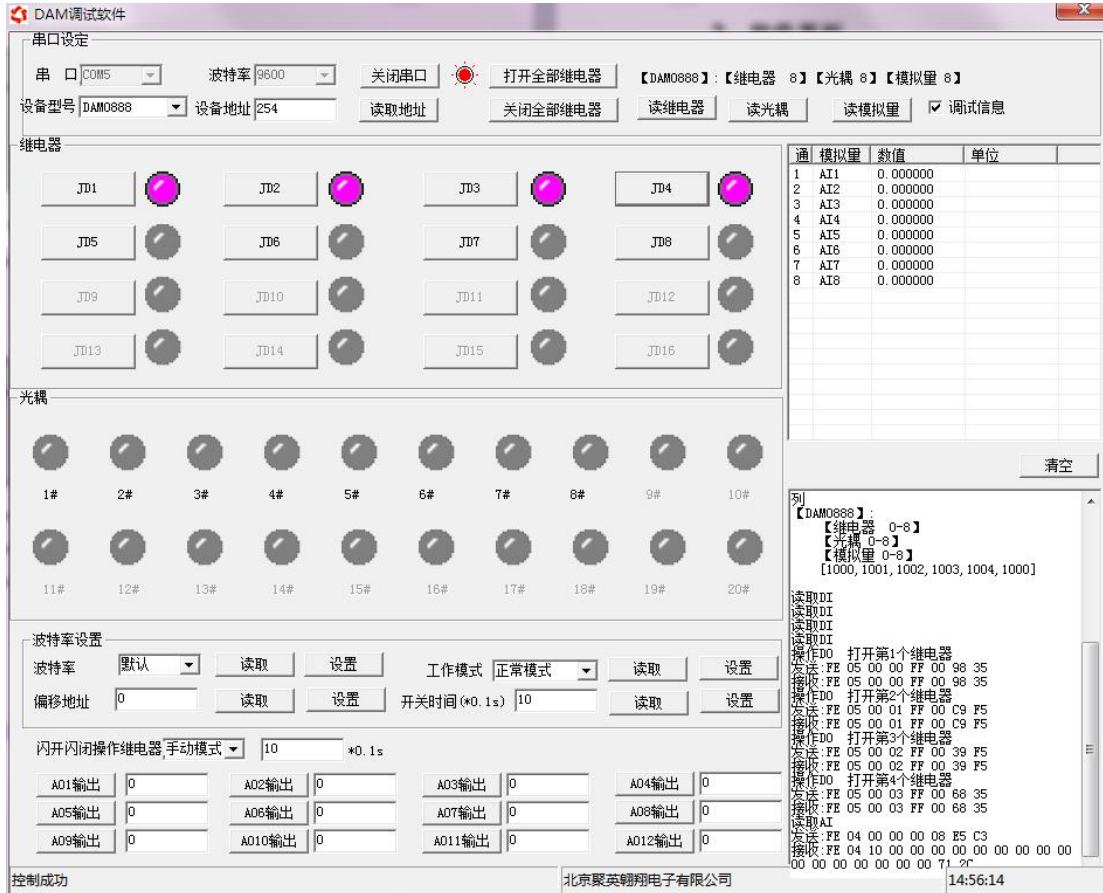 DAM调试软件
串口设定
串 口 COM5 波特率 9600 关闭串口 打开全部继电器 【DAM0888】:【继电器 8】【光耦 8】【模拟量 8】
设备型号 DAM0888 设备地址 254 读取地址 关闭全部继电器 读继电器 读光耦 读模拟量 调试信息
继电器
JD1 JD2 JD3 JD4
JD5 JD6 JD7 JD8
JD9 JD10 JD11 JD12
JD13 JD14 JD15 JD16
通 模拟量 数值 单位
1 AI1 0.000000
2 AI2 0.000000
3 AI3 0.000000
4 AI4 0.000000
5 AI5 0.000000
6 AI6 0.000000
7 AI7 0.000000
8 AI8 0.000000
光耦
1# 2# 3# 4# 5# 6# 7# 8# 9# 10#
11# 12# 13# 14# 15# 16# 17# 18# 19# 20#
清空
列
【DAM0888】:
【继电器 0-8】
【光耦 0-8】
【模拟量 0-8】
[1000,1001,1002,1003,1004,1000]
读取DI
读取DI
读取DI
读取DI
操作DO 打开第1个继电器
发送:FE 05 00 00 FF 00 98 35
接收:FE 05 00 00 FF 00 98 35
操作DO 打开第2个继电器
发送:FE 05 00 01 FF 00 C9 F5
接收:FE 05 00 01 FF 00 C9 F5
操作DO 打开第3个继电器
发送:FE 05 00 02 FF 00 39 F5
接收:FE 05 00 02 FF 00 39 F5
操作DO 打开第4个继电器
发送:FE 05 00 03 FF 00 68 35
接收:FE 05 00 03 FF 00 68 35
读取AI
发送:FE 04 00 00 00 08 E5 C3
接收:FE 04 10 00 00 00 00 00 00 00 00 00
00 00 00 00 00 00 00 71 2C
波特率设置
波特率 默认 读取 设置 工作模式 正常模式 读取 设置
偏移地址 0 读取 设置 开关时间(*0.1s) 10 读取 设置
闪开闪闭操作继电器 手动模式 10 *0.1s
AO1输出 0 AO2输出 0 AO3输出 0 AO4输出 0
AO5输出 0 AO6输出 0 AO7输出 0 AO8输出 0
AO9输出 0 AO10输出 0 AO11输出 0 AO12输出 0
控制成功 北京聚英翱翔电子有限公司 14:56:14